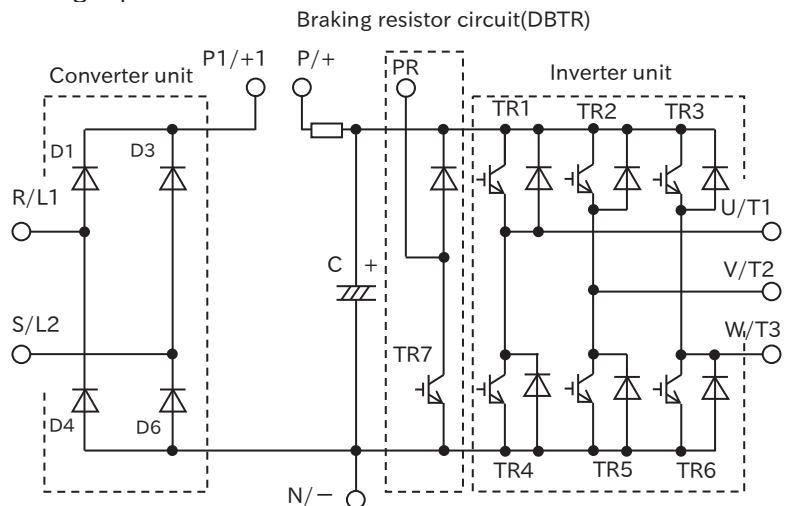 Braking resistor circuit(DBTR)
Converter unit
P1/+1
P/+
PR
Inverter unit
TR1
TR2
TR3
D1
D3
R/L1
U/T1
C
+
V/T2
S/L2
TR7
W/T3
D4
D6
TR4
TR5
TR6
N/−